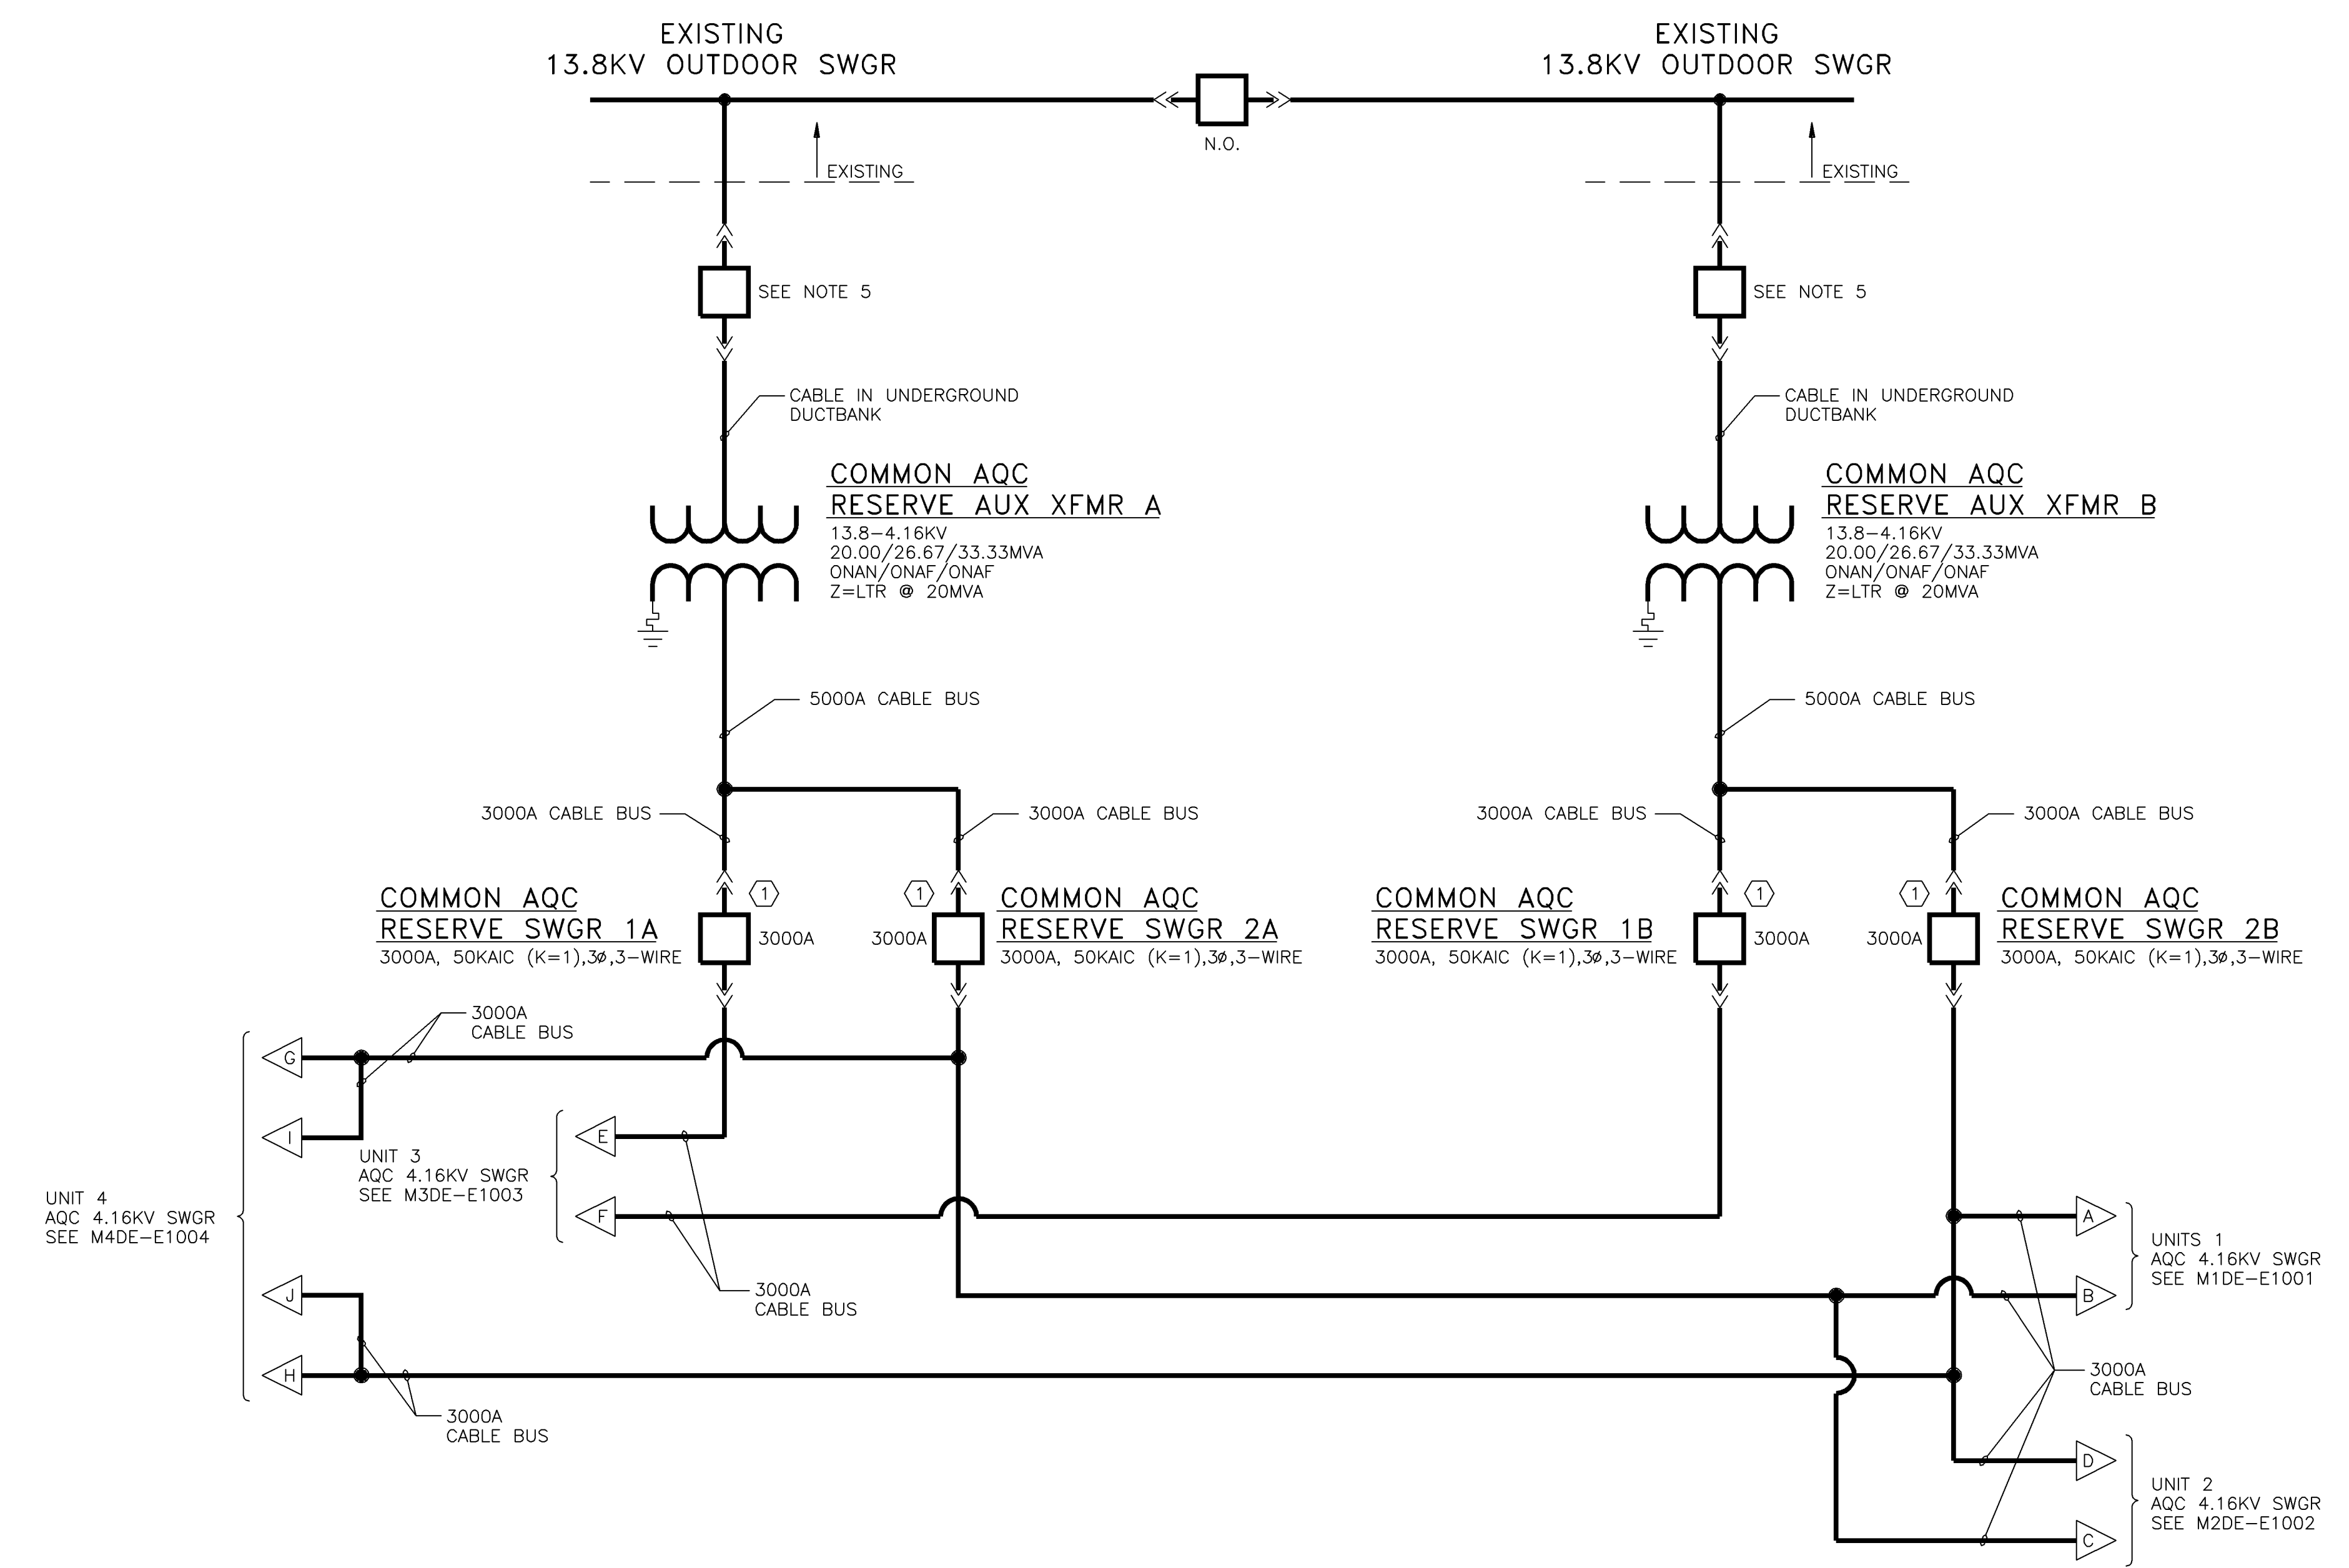 EXISTING
13.8KV OUTDOOR SWGR
EXISTING
13.8KV OUTDOOR SWGR
N.O.
EXISTING
EXISTING
SEE NOTE 5
SEE NOTE 5
CABLE IN UNDERGROUND
DUCTBANK
CABLE IN UNDERGROUND
DUCTBANK
COMMON AQC
RESERVE AUX XFMR A
13.8-4.16KV
20.00/26.67/33.33MVA
ONAN/ONAF/ONAF
Z=LTR @ 20MVA
COMMON AQC
RESERVE AUX XFMR B
13.8-4.16KV
20.00/26.67/33.33MVA
ONAN/ONAF/ONAF
Z=LTR @ 20MVA
5000A CABLE BUS
5000A CABLE BUS
3000A CABLE BUS
3000A CABLE BUS
3000A CABLE BUS
3000A CABLE BUS
COMMON AQC
RESERVE SWGR 1A
3000A, 50KAIC (K=1),3ø,3-WIRE
1
3000A
1
3000A
COMMON AQC
RESERVE SWGR 2A
3000A, 50KAIC (K=1),3ø,3-WIRE
COMMON AQC
RESERVE SWGR 1B
3000A, 50KAIC (K=1),3ø,3-WIRE
1
3000A
1
3000A
COMMON AQC
RESERVE SWGR 2B
3000A, 50KAIC (K=1),3ø,3-WIRE
3000A
CABLE BUS
G
I
E
F
UNIT 3
AQC 4.16KV SWGR
SEE M3DE-E1003
UNIT 4
AQC 4.16KV SWGR
SEE M4DE-E1004
J
H
3000A
CABLE BUS
3000A
CABLE BUS
A
B
UNITS 1
AQC 4.16KV SWGR
SEE M1DE-E1001
3000A
CABLE BUS
D
C
UNIT 2
AQC 4.16KV SWGR
SEE M2DE-E1002